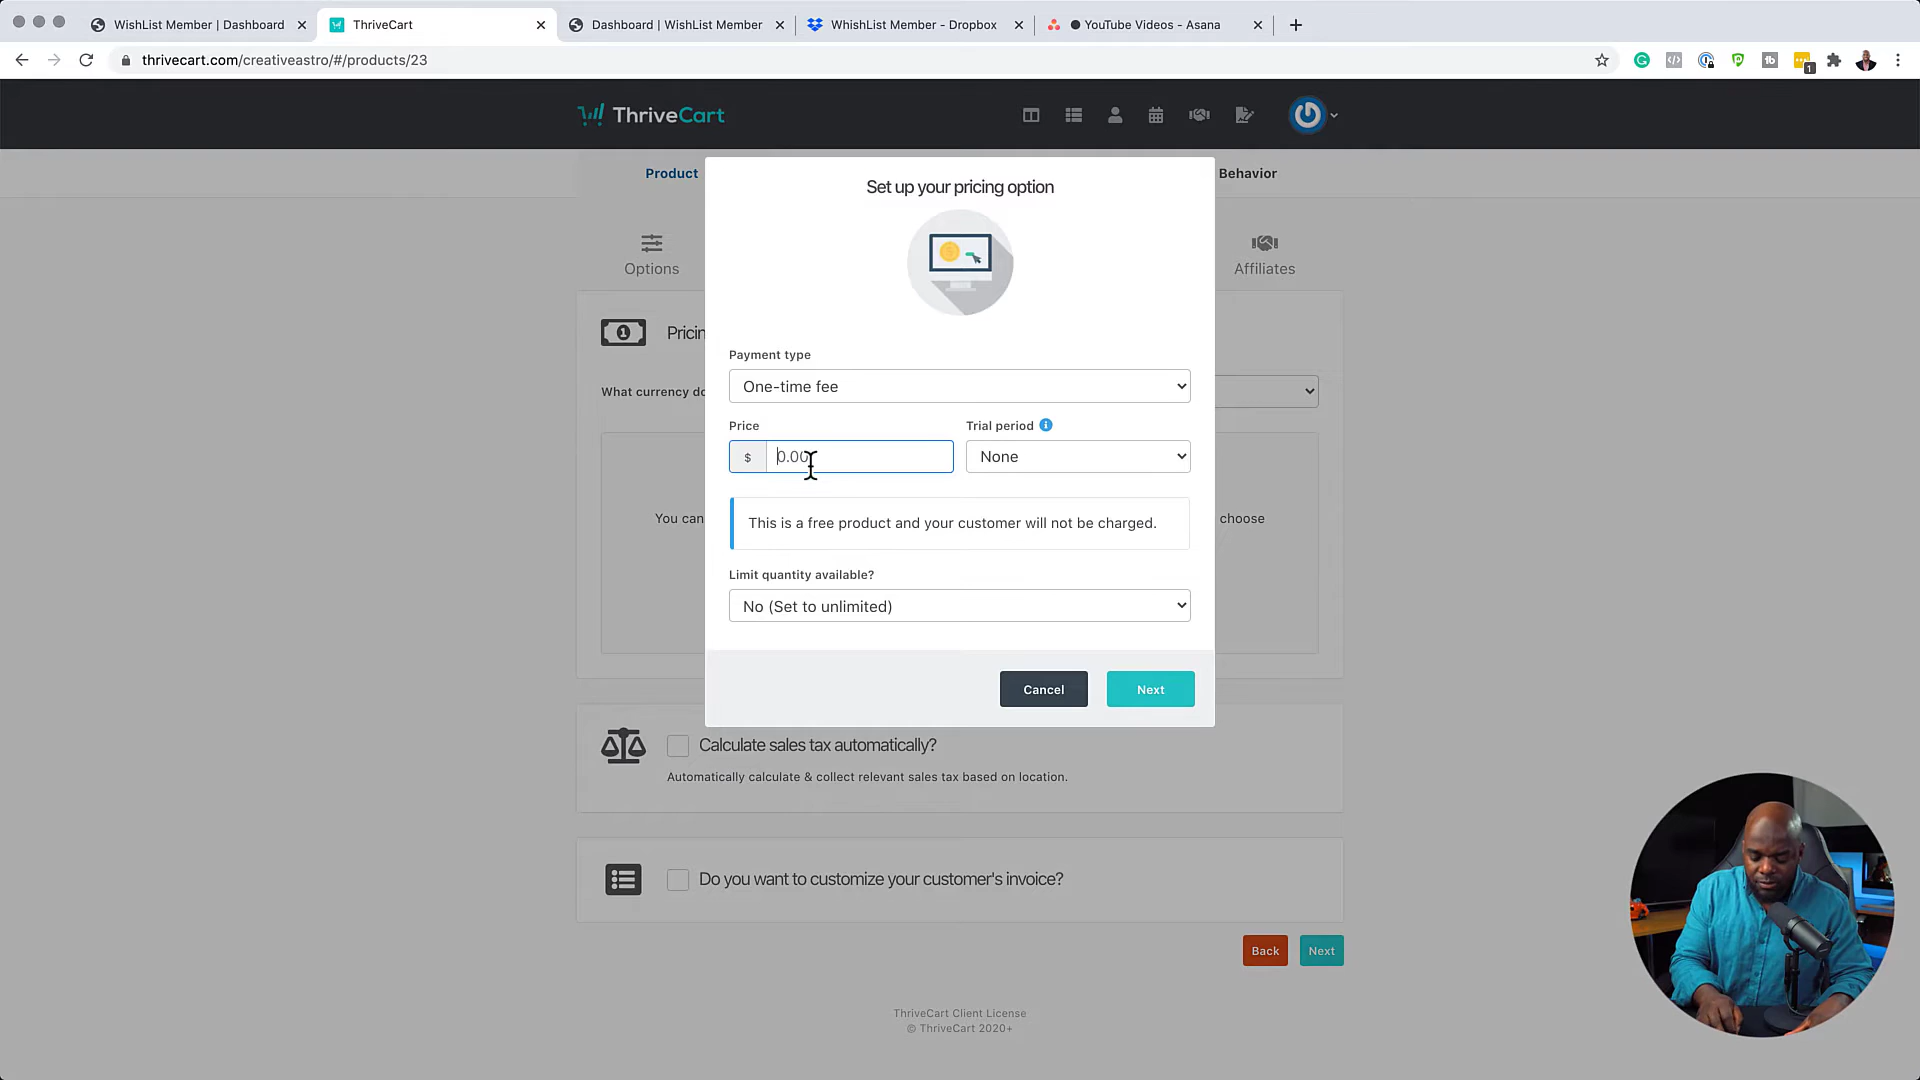 WishList Member | Dashboard
ThriveCart
Dashboard | WishList Member
WhishList Member - Dropbox
YouTube Videos - Asana
thrivecart.com/creativeastro/#/products/23
1
ThriveCart
Product
Behavior
Set up your pricing option
Options
Affiliates
Pricin
What currency do
Payment type
One-time fee
Price
Trial period
$
0.00
None
You can
choose
This is a free product and your customer will not be charged.
Limit quantity available?
No (Set to unlimited)
Cancel
Next
Calculate sales tax automatically?
Automatically calculate & collect relevant sales tax based on location.
Do you want to customize your customer's invoice?
Back
Next
ThriveCart Client License
© ThriveCart 2020+